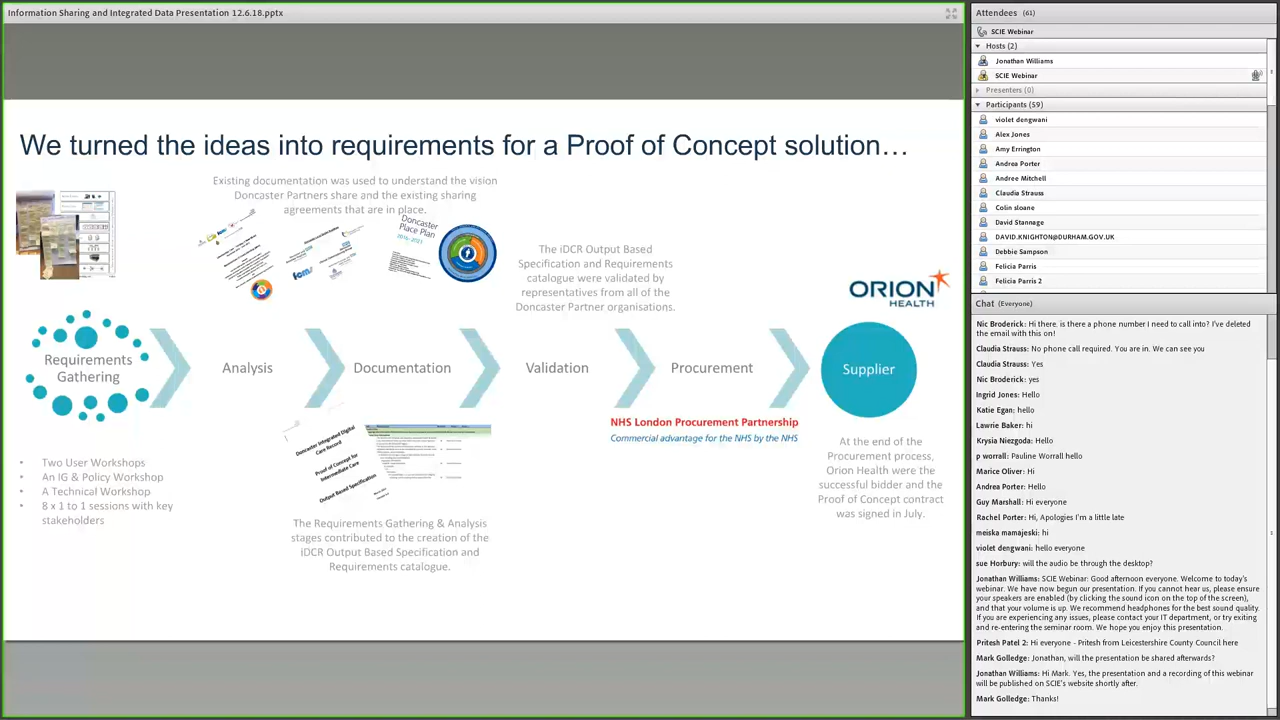 Information Sharing and Integrated Data Presentation 12.6.18.pptx
We turned the ideas into requirements for a Proof of Concept solution…
Existing documentation was used to understand the vision
Doncaster Partners share and the existing sharing
agreements that are in place.
Doncaster
Place Plan
2016-2021
The iDCR Output Based
Specification and Requirements
catalogue were validated by
representatives from all of the
Doncaster Partner organisations.
ORION
HEALTH
Requirements
Gathering
Analysis
Documentation
Validation
Procurement
Supplier
NHS London Procurement Partnership
Commercial advantage for the NHS by the NHS
Doncaster Integrated Digital
Care Record
Proof of Concept for
Intermediate Care
Output Based Specification
• Two User Workshops
• An IG & Policy Workshop
• A Technical Workshop
• 8 x 1 to 1 sessions with key
stakeholders
The Requirements Gathering & Analysis
stages contributed to the creation of the
iDCR Output Based Specification and
Requirements catalogue.
At the end of the
Procurement process,
Orion Health were the
successful bidder and the
Proof of Concept contract
was signed in July.
Attendees (61)
SCIE Webinar
Hosts (2)
Jonathan Williams
SCIE Webinar
Presenters (0)
Participants (59)
violet dengwani
Alex Jones
Amy Errington
Andrea Porter
Andree Mitchell
Claudia Strauss
Colin sloane
David Stannage
DAVID.KNIGHTON@DURHAM.GOV.UK
Debbie Sampson
Felicia Parris
Felicia Parris 2
Chat (Everyone)
Nic Broderick: Hi there, is there a phone number I need to call into? I've deleted
the email with this on!
Claudia Strauss: No phone call required. You are in. We can see you
Claudia Strauss: Yes
Nic Broderick: yes
Ingrid Jones: Hello
Katie Egan: hello
Lawrie Baker: hi
Krysia Niezgoda: Hello
p worrall: Pauline Worrall hello
Marice Oliver: Hi
Andrea Porter: Hello
Guy Marshall: Hi everyone
Rachel Porter: Hi, Apologies I'm a little late
meiska mamajeski: hi
violet dengwani: hello everyone
sue Horbury: will the audio be through the desktop?
Jonathan Williams: SCIE Webinar: Good afternoon everyone. Welcome to today's
webinar. We have now begun our presentation. If you cannot hear us, please ensure
your speakers are enabled (by clicking the sound icon on the top of the screen),
and that your volume is up. We recommend headphones for the best sound quality.
If you are experiencing any issues, please contact your IT department, or try exiting
and re-entering the seminar room. We hope you enjoy this presentation.
Pritesh Patel 2: Hi everyone - Pritesh from Leicestershire County Council here
Mark Golledge: Jonathan, will the presentation be shared afterwards?
Jonathan Williams: Hi Mark. Yes, the presentation and a recording of this webinar
will be published on SCIE's website shortly after.
Mark Golledge: Thanks!